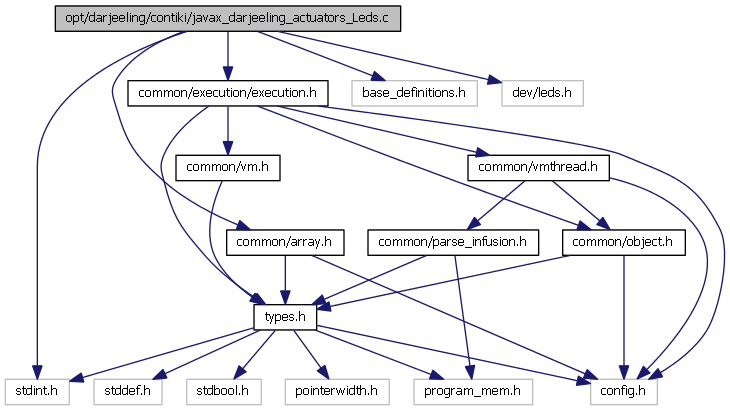 opt/darjeeling/contiki/javax_darjeeling_actuators_Leds.c
common/execution/execution.h
base_definitions.h
dev/leds.h
common/vm.h
common/vmthread.h
common/array.h
common/parse_infusion.h
common/object.h
types.h
stdint.h
stddef.h
stdbool.h
pointerwidth.h
program_mem.h
config.h